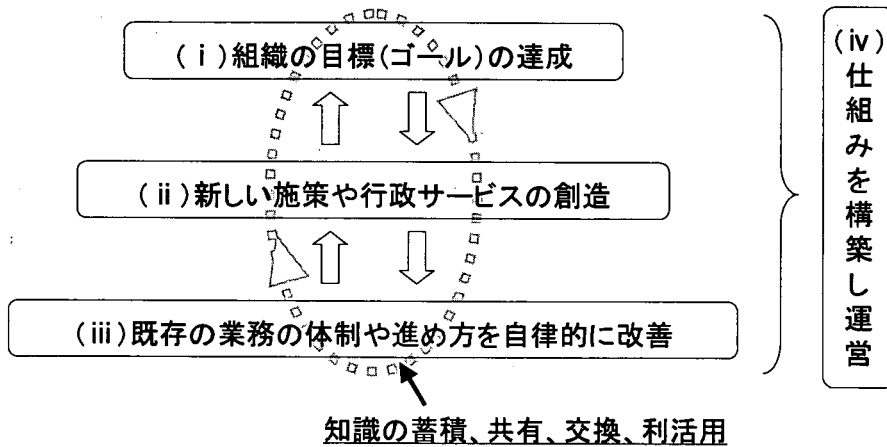 (ⅰ)組織の目標(ゴール)の達成
(ⅱ)新しい施策や行政サービスの創造
(ⅲ)既存の業務の体制や進め方を自律的に改善
知識の蓄積、共有、交換、利活用
(ⅳ)仕組みを構築し運営